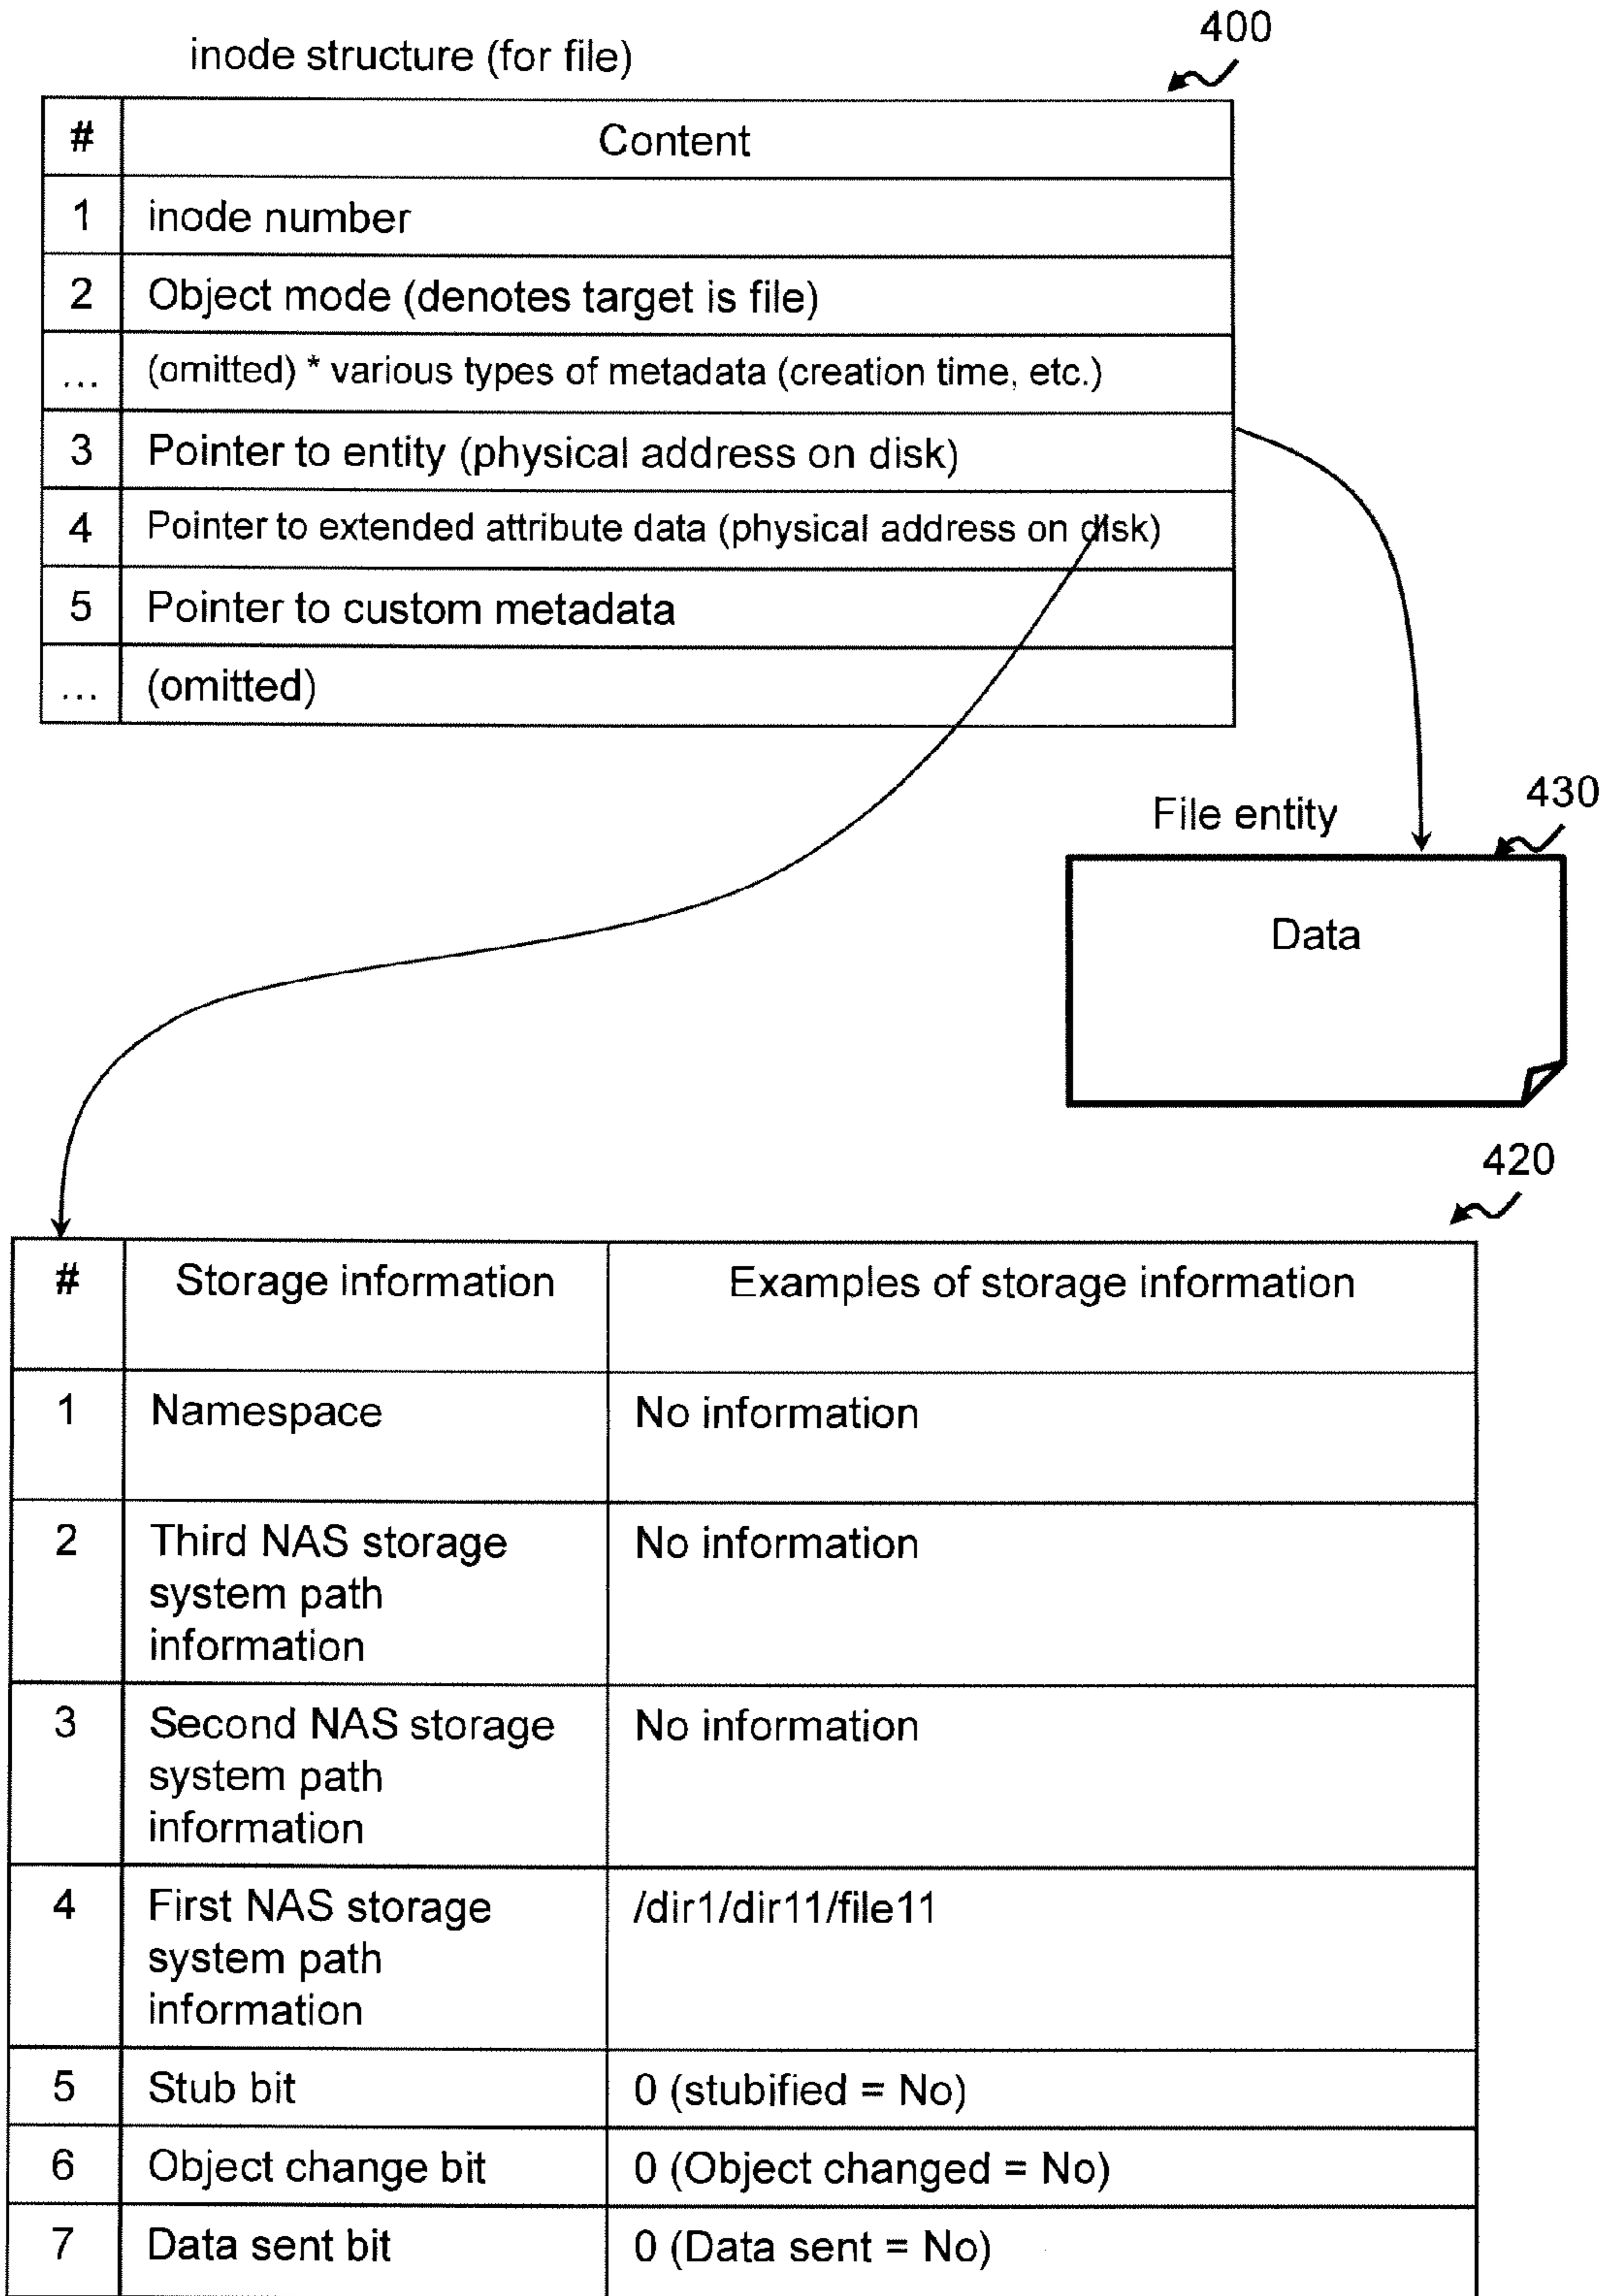 400
inode structure (for file)
# Content
1 inode number
2 Object mode (denotes target is file)
... (omitted) * various types of metadata (creation time, etc.)
3 Pointer to entity (physical address on disk)
4 Pointer to extended attribute data (physical address on disk)
5 Pointer to custom metadata
... (omitted)
430
File entity
Data
420
# Storage information Examples of storage information
1 Namespace No information
2 Third NAS storage No information
system path
information
3 Second NAS storage No information
system path
information
4 First NAS storage /dir1/dir11/file11
system path
information
5 Stub bit 0 (stubified = No)
6 Object change bit 0 (Object changed = No)
7 Data sent bit 0 (Data sent = No)